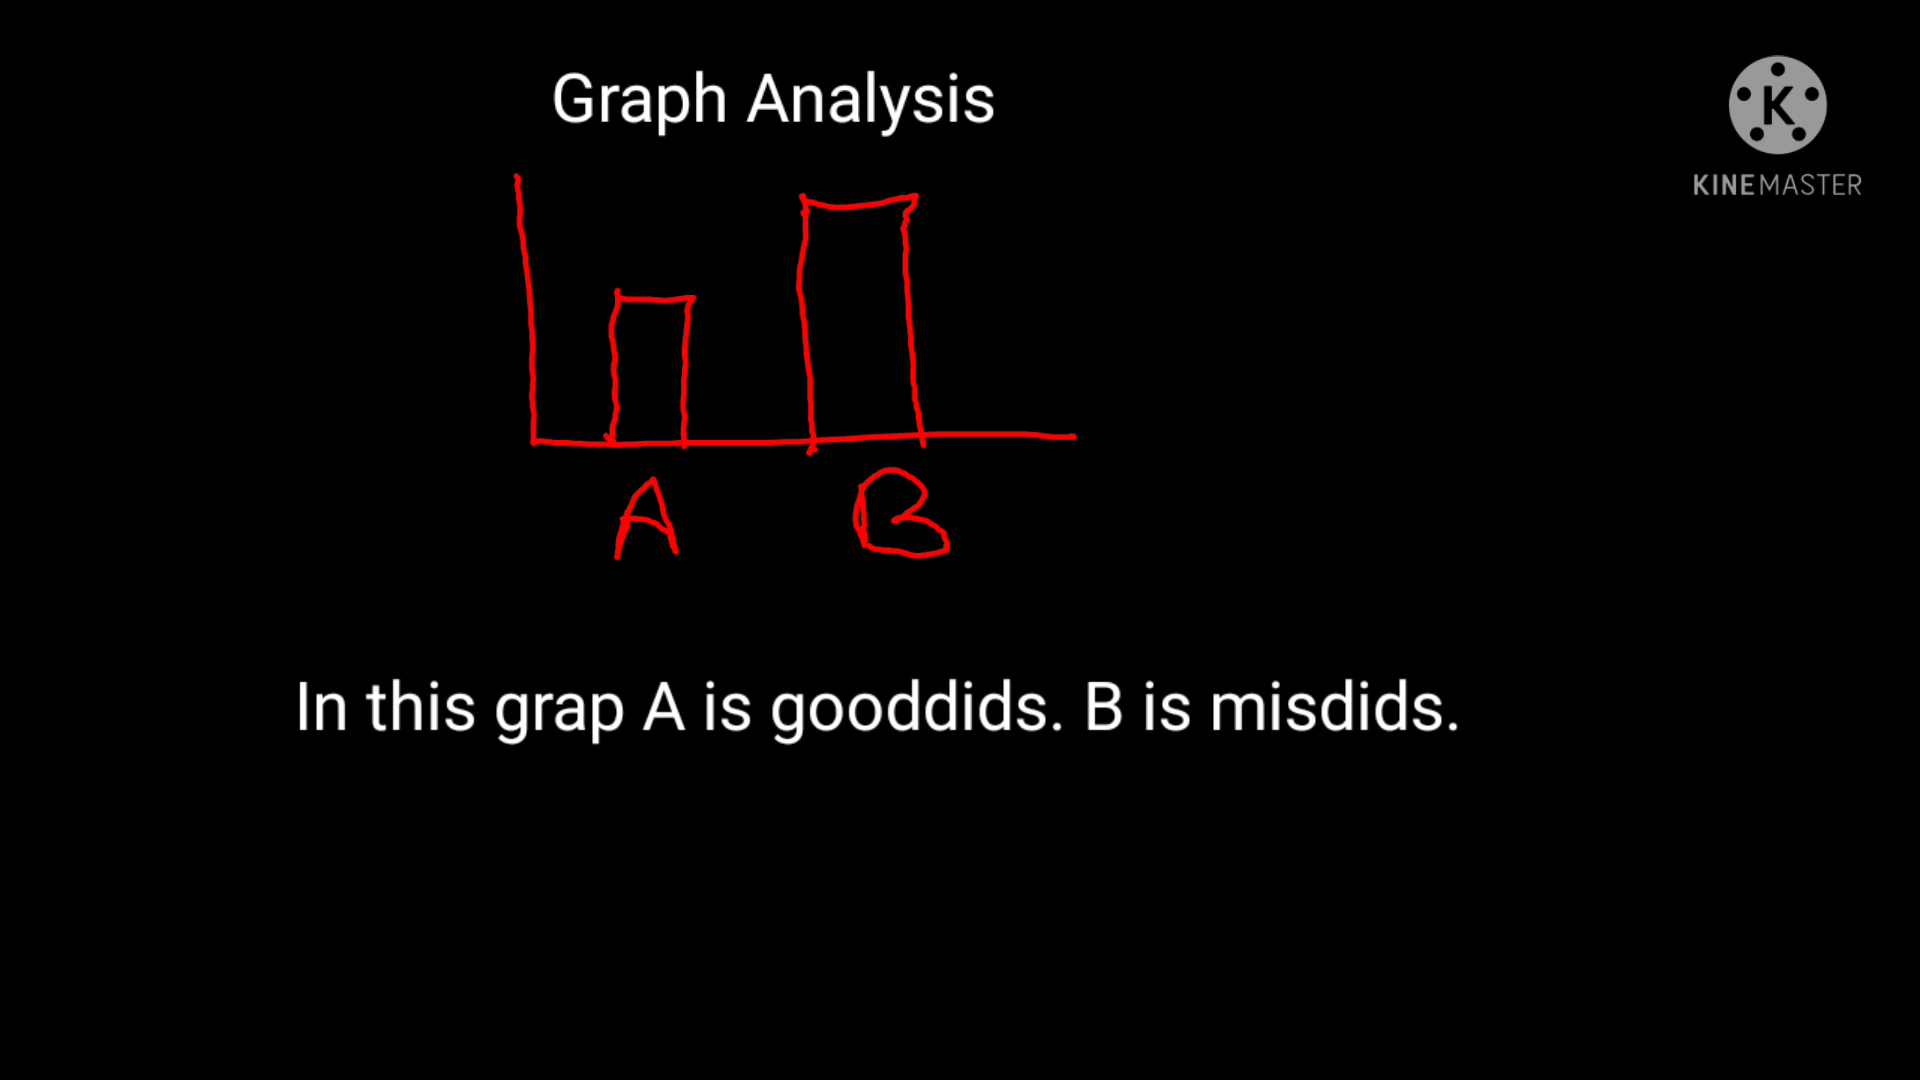 Graph Analysis
KINEMASTER
A B
In this grap A is gooddids. B is misdids.